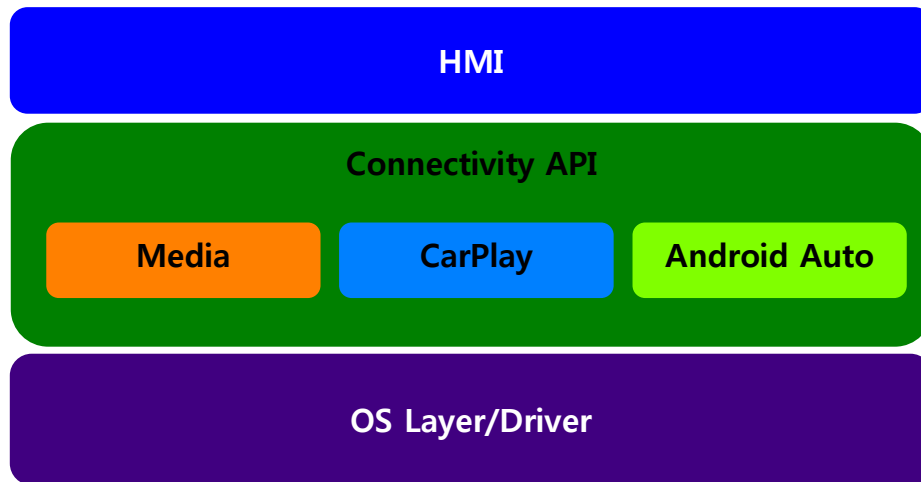 HMI
Connectivity API
Media
CarPlay
Android Auto
OS Layer/Driver